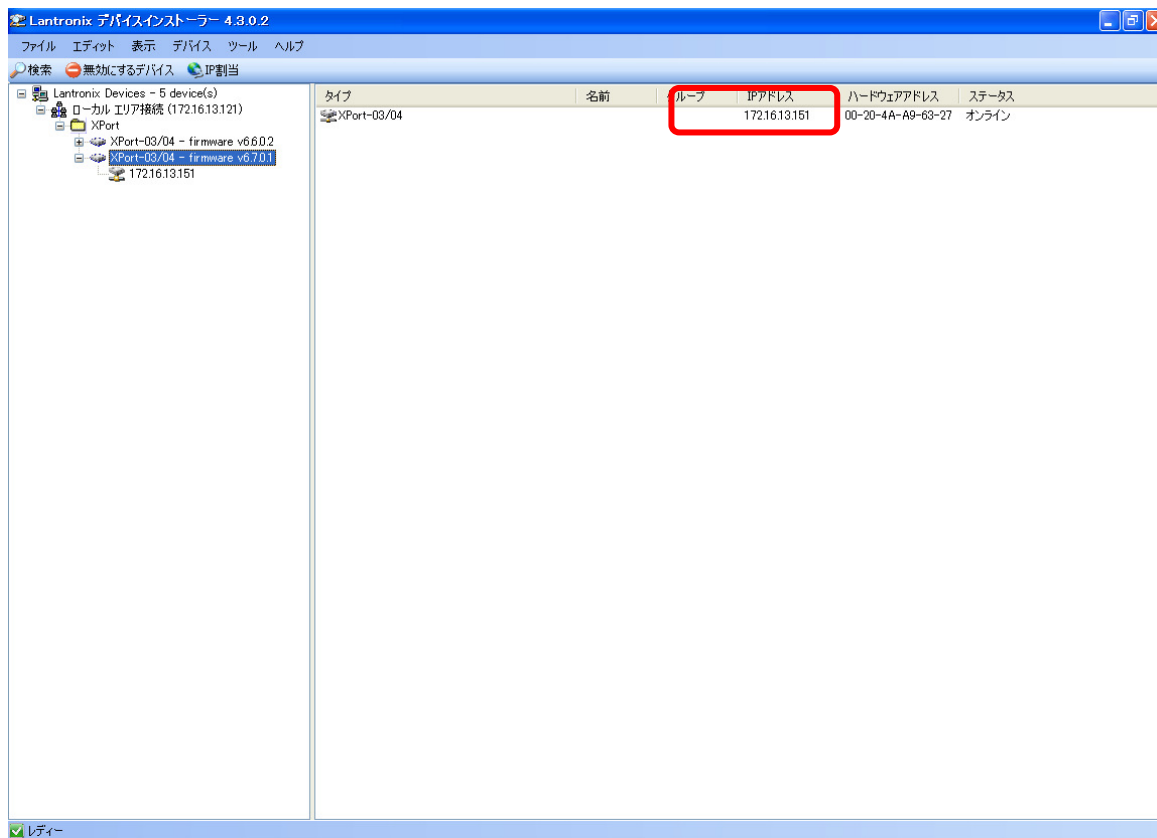 Lantronix デバイスインストーラー 4.3.0.2
ファイル エディット 表示 デバイス ツール ヘルプ
検索 無効にするデバイス IP割当
Lantronix Devices - 5 device(s)
ローカル エリア接続 (172.16.13.121)
XPort
XPort-03/04 - firmware v6.6.0.2
XPort-03/04 - firmware v6.7.0.1
172.16.13.151
タイプ 名前 グループ IPアドレス ハードウェアアドレス ステータス
XPort-03/04 172.16.13.151 00-20-4A-A9-63-27 オンライン
レディー